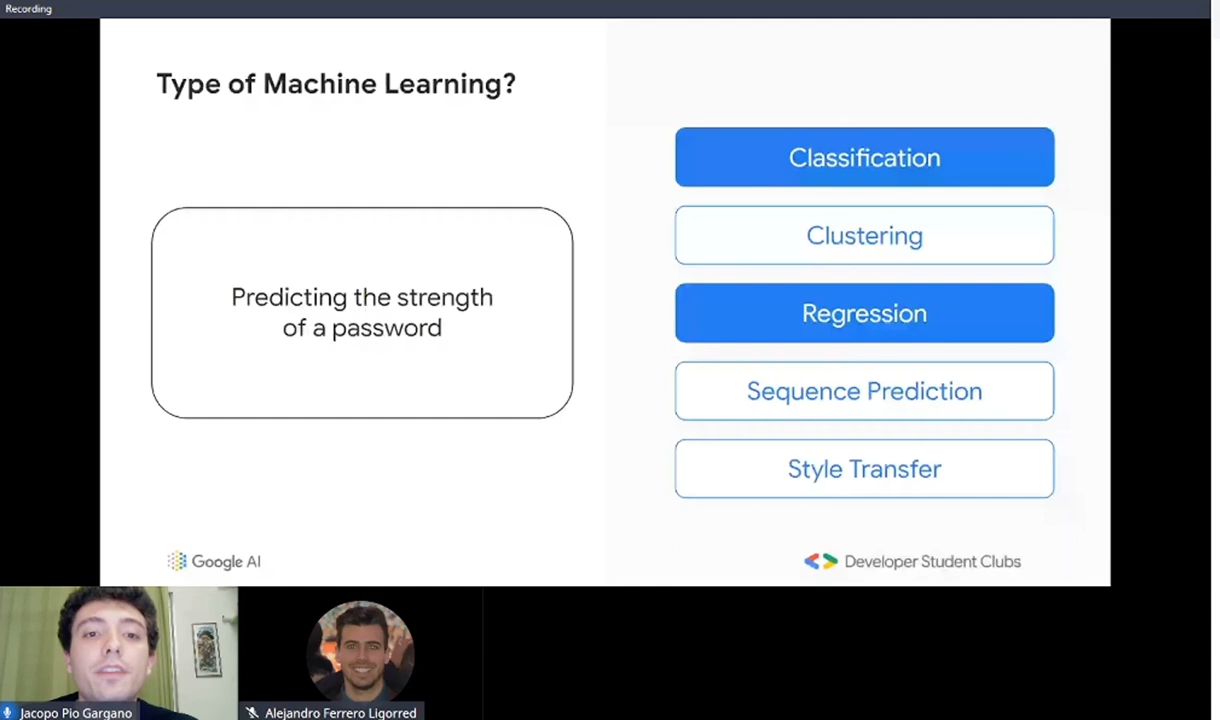 Recording
Type of Machine Learning?
Predicting the strength
of a password
Classification
Clustering
Regression
Sequence Prediction
Style Transfer
Google AI
Developer Student Clubs
Jacopo Pio Gargano
Alejandro Ferrero Ligorred